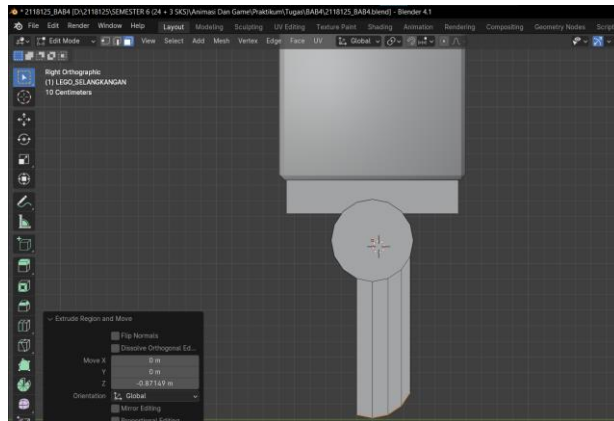 *2118125_BAB4 [D:\2118125\SEMESTER 6 (24 + 3 SKS)\Animasi Dan Game\Praktikum\Tugas\BAB4\2118125_BAB4.blend] - Blender 4.1
File Edit Render Window Help Layout Modeling Sculpting UV Editing Texture Paint Shading Animation Rendering Compositing Geometry Nodes Script
Edit Mode View Select Add Mesh Vertex Edge Face UV Global
Right Orthographic
(1) LEGO_SELANGKANGAN
10 Centimeters
Extrude Region and Move
Flip Normals
Dissolve Orthogonal Ed...
Move X 0 m
Y 0 m
Z -0.87149 m
Orientation Global
Mirror Editing
Proportional Editing